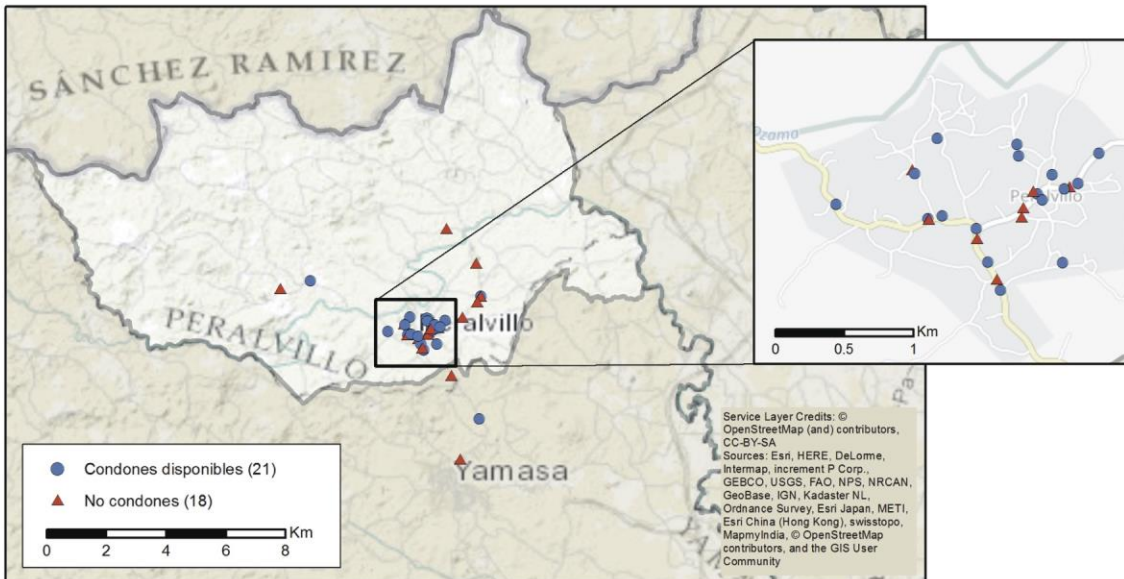 SÁNCHEZ RAMIREZ
PERALVILLO
Peralvillo
Yamasa
Condones disponibles (21)
No condones (18)
Km
0 2 4 6 8
Ozama
Peralvillo
Km
0 0.5 1
Service Layer Credits: ©
OpenStreetMap (and) contributors,
CC-BY-SA
Sources: Esri, HERE, DeLorme,
Intermap, increment P Corp.,
GEBCO, USGS, FAO, NPS, NRCAN,
GeoBase, IGN, Kadaster NL,
Ordnance Survey, Esri Japan, METI,
Esri China (Hong Kong), swisstopo,
MapmyIndia, © OpenStreetMap
contributors, and the GIS User
Community